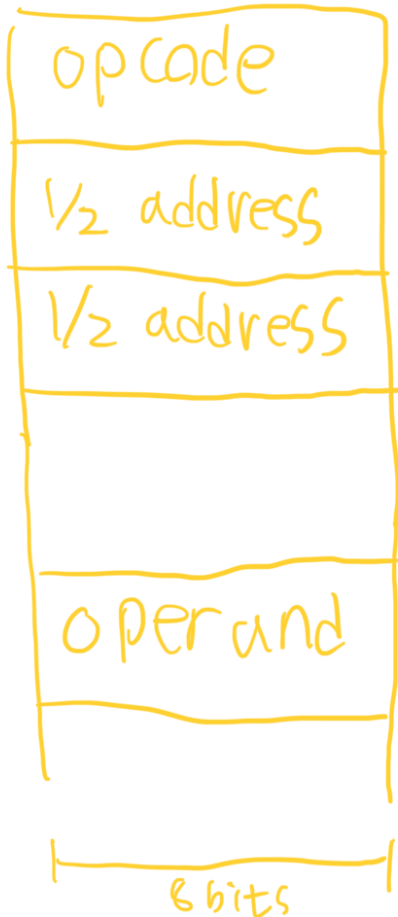 opcode
1/2 address
1/2 address
operand
8 bits